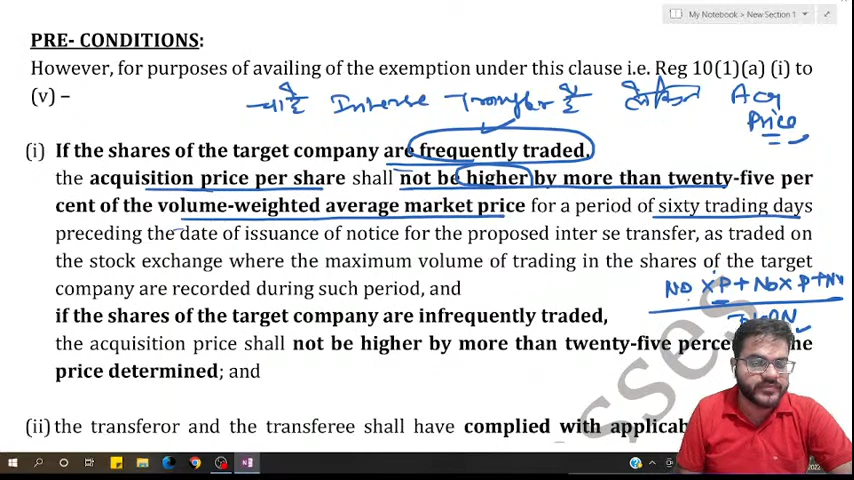 My Notebook > New Section 1
PRE- CONDITIONS:
However, for purposes of availing of the exemption under this clause i.e. Reg 10(1)(a) (i) to
(v) –
Interse Transfer Acq
Price
(i) If the shares of the target company are frequently traded,
the acquisition price per share shall not be higher by more than twenty-five per
cent of the volume-weighted average market price for a period of sixty trading days
preceding the date of issuance of notice for the proposed inter se transfer, as traded on
the stock exchange where the maximum volume of trading in the shares of the target
company are recorded during such period, and
NO X P + NO X P + NO
if the shares of the target company are infrequently traded,
the acquisition price shall not be higher by more than twenty-five perce he
price determined; and
sses
(ii) the transferor and the transferee shall have complied with applicab